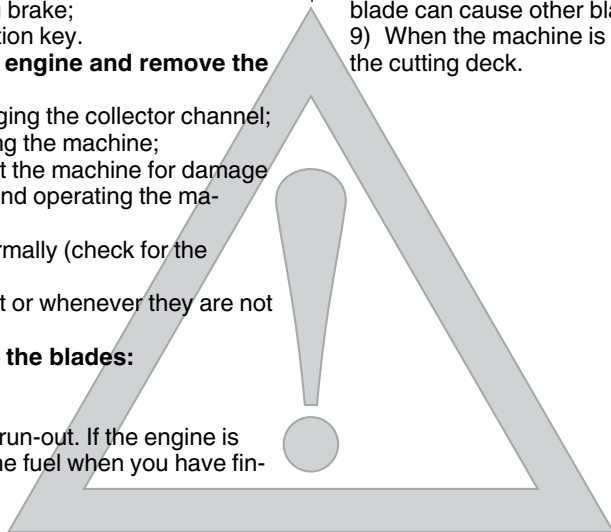 brake;
tion key.
engine and remove the
ging the collector channel;
ng the machine;
t the machine for damage
nd operating the ma-
rmally (check for the
t or whenever they are not
the blades:
run-out. If the engine is
ne fuel when you have fin-
blade can cause other bla
9) When the machine is
the cutting deck.